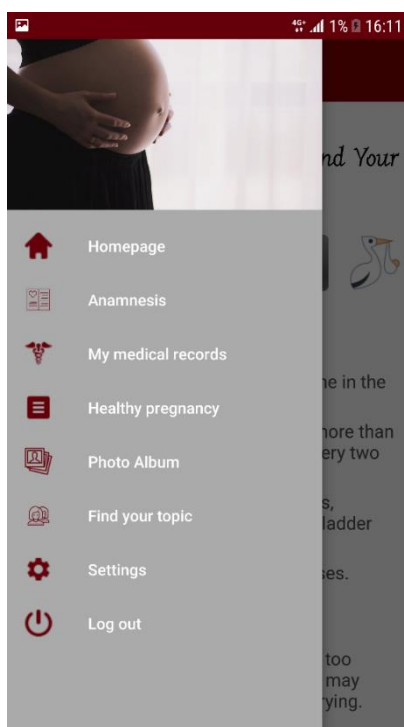 4G+ 1% 16:11
nd Your
Homepage
Anamnesis
My medical records
Healthy pregnancy
Photo Album
Find your topic
Settings
Log out
ne in the
nore than
ery two
s,
ladder
ses.
too
may
rying.